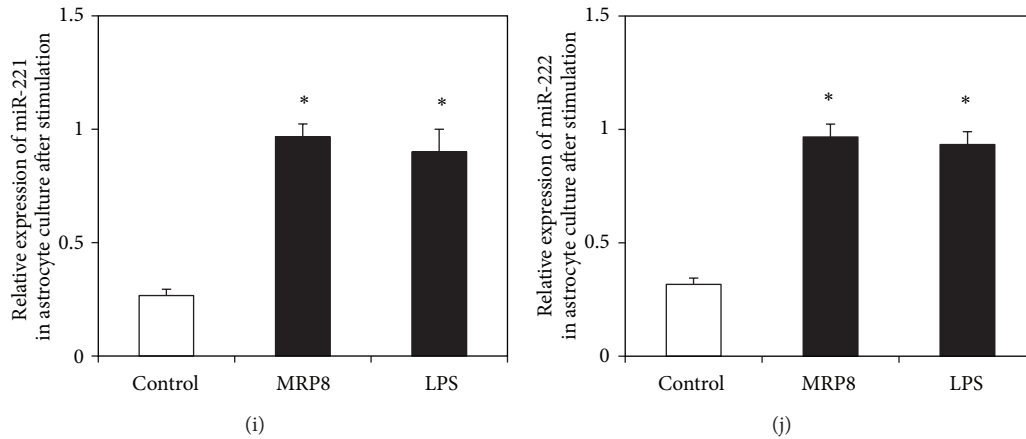 Relative expression of miR-221
in astrocyte culture after stimulation
1.5
1
0.5
0
*
*
Control
MRP8
LPS
(i)
Relative expression of miR-222
in astrocyte culture after stimulation
1.5
1
0.5
0
*
*
Control
MRP8
LPS
(j)